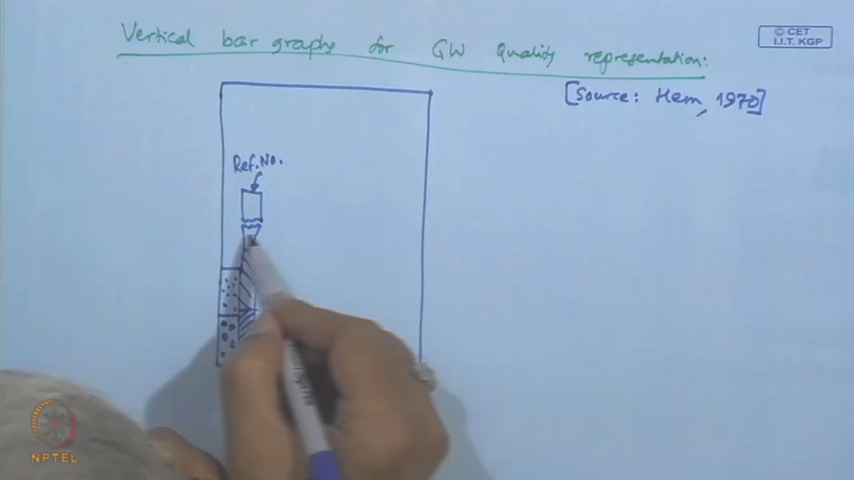 Vertical bar graphs for GW Quality representation:
© CET
I.I.T. KGP
[Source: Hem, 1970]
Ref. No.
NPTEL